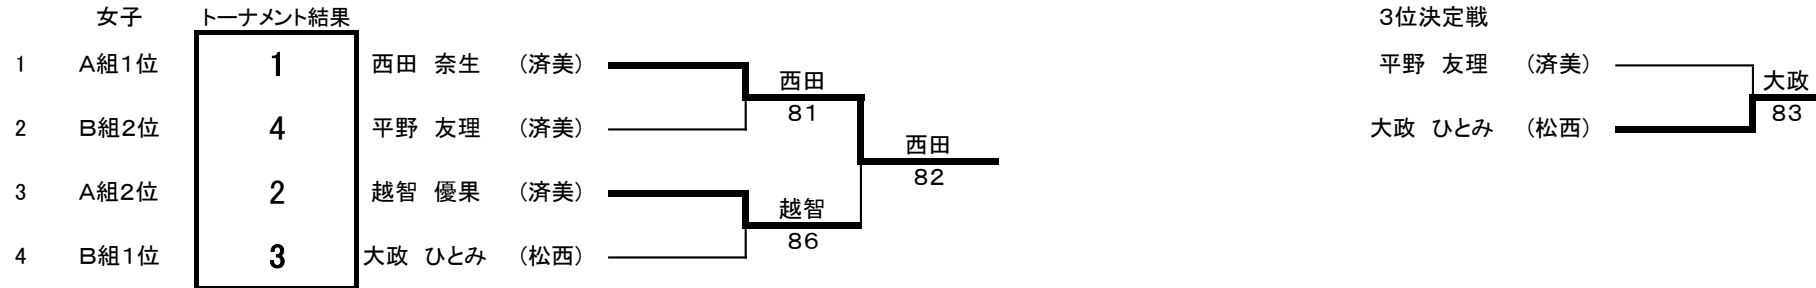 女子 トーナメント結果 3位決定戦
1 A組1位 1 西田 奈生 (済美) 平野 友理 (済美)
西田 大政
81 83
2 B組2位 4 平野 友理 (済美) 大政 ひとみ (松西)
西田
82
3 A組2位 2 越智 優果 (済美)
越智
86
4 B組1位 3 大政 ひとみ (松西)